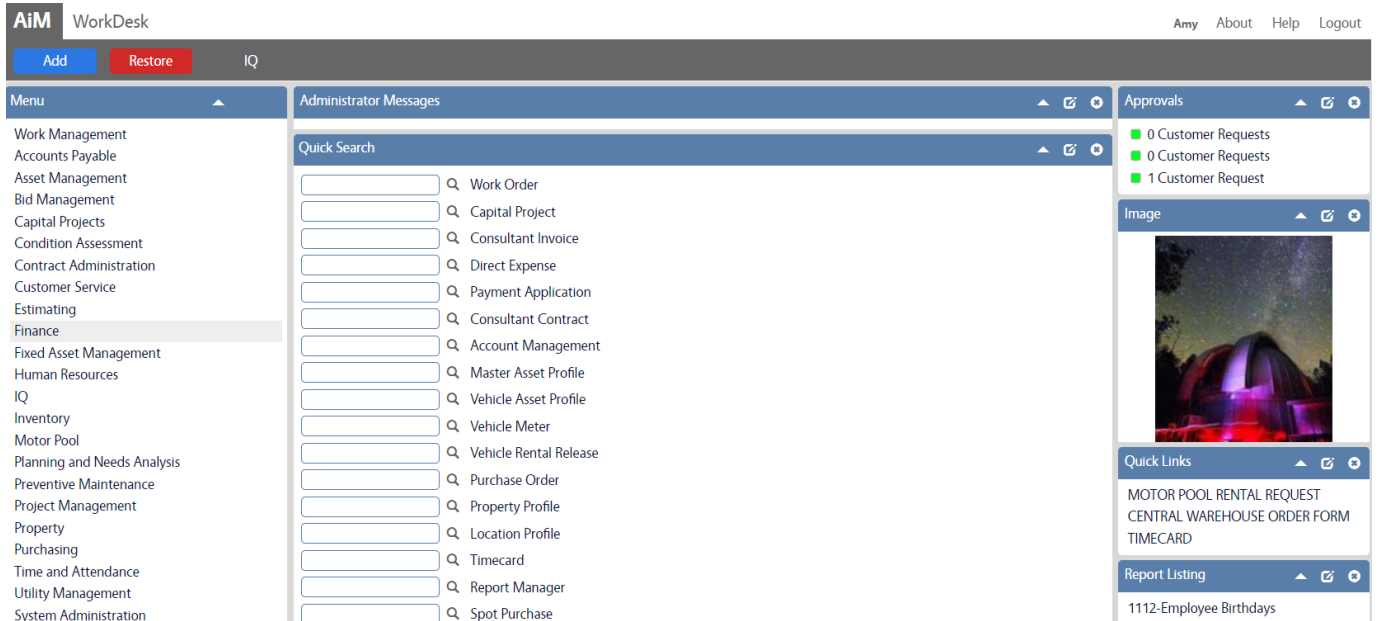 AiM WorkDesk
Amy About Help Logout
Add Restore IQ
Menu
Work Management
Accounts Payable
Asset Management
Bid Management
Capital Projects
Condition Assessment
Contract Administration
Customer Service
Estimating
Finance
Fixed Asset Management
Human Resources
IQ
Inventory
Motor Pool
Planning and Needs Analysis
Preventive Maintenance
Project Management
Property
Purchasing
Time and Attendance
Utility Management
System Administration
Administrator Messages
Quick Search
Work Order
Capital Project
Consultant Invoice
Direct Expense
Payment Application
Consultant Contract
Account Management
Master Asset Profile
Vehicle Asset Profile
Vehicle Meter
Vehicle Rental Release
Purchase Order
Property Profile
Location Profile
Timecard
Report Manager
Spot Purchase
Approvals
0 Customer Requests
0 Customer Requests
1 Customer Request
Image
Quick Links
MOTOR POOL RENTAL REQUEST
CENTRAL WAREHOUSE ORDER FORM
TIMECARD
Report Listing
1112-Employee Birthdays